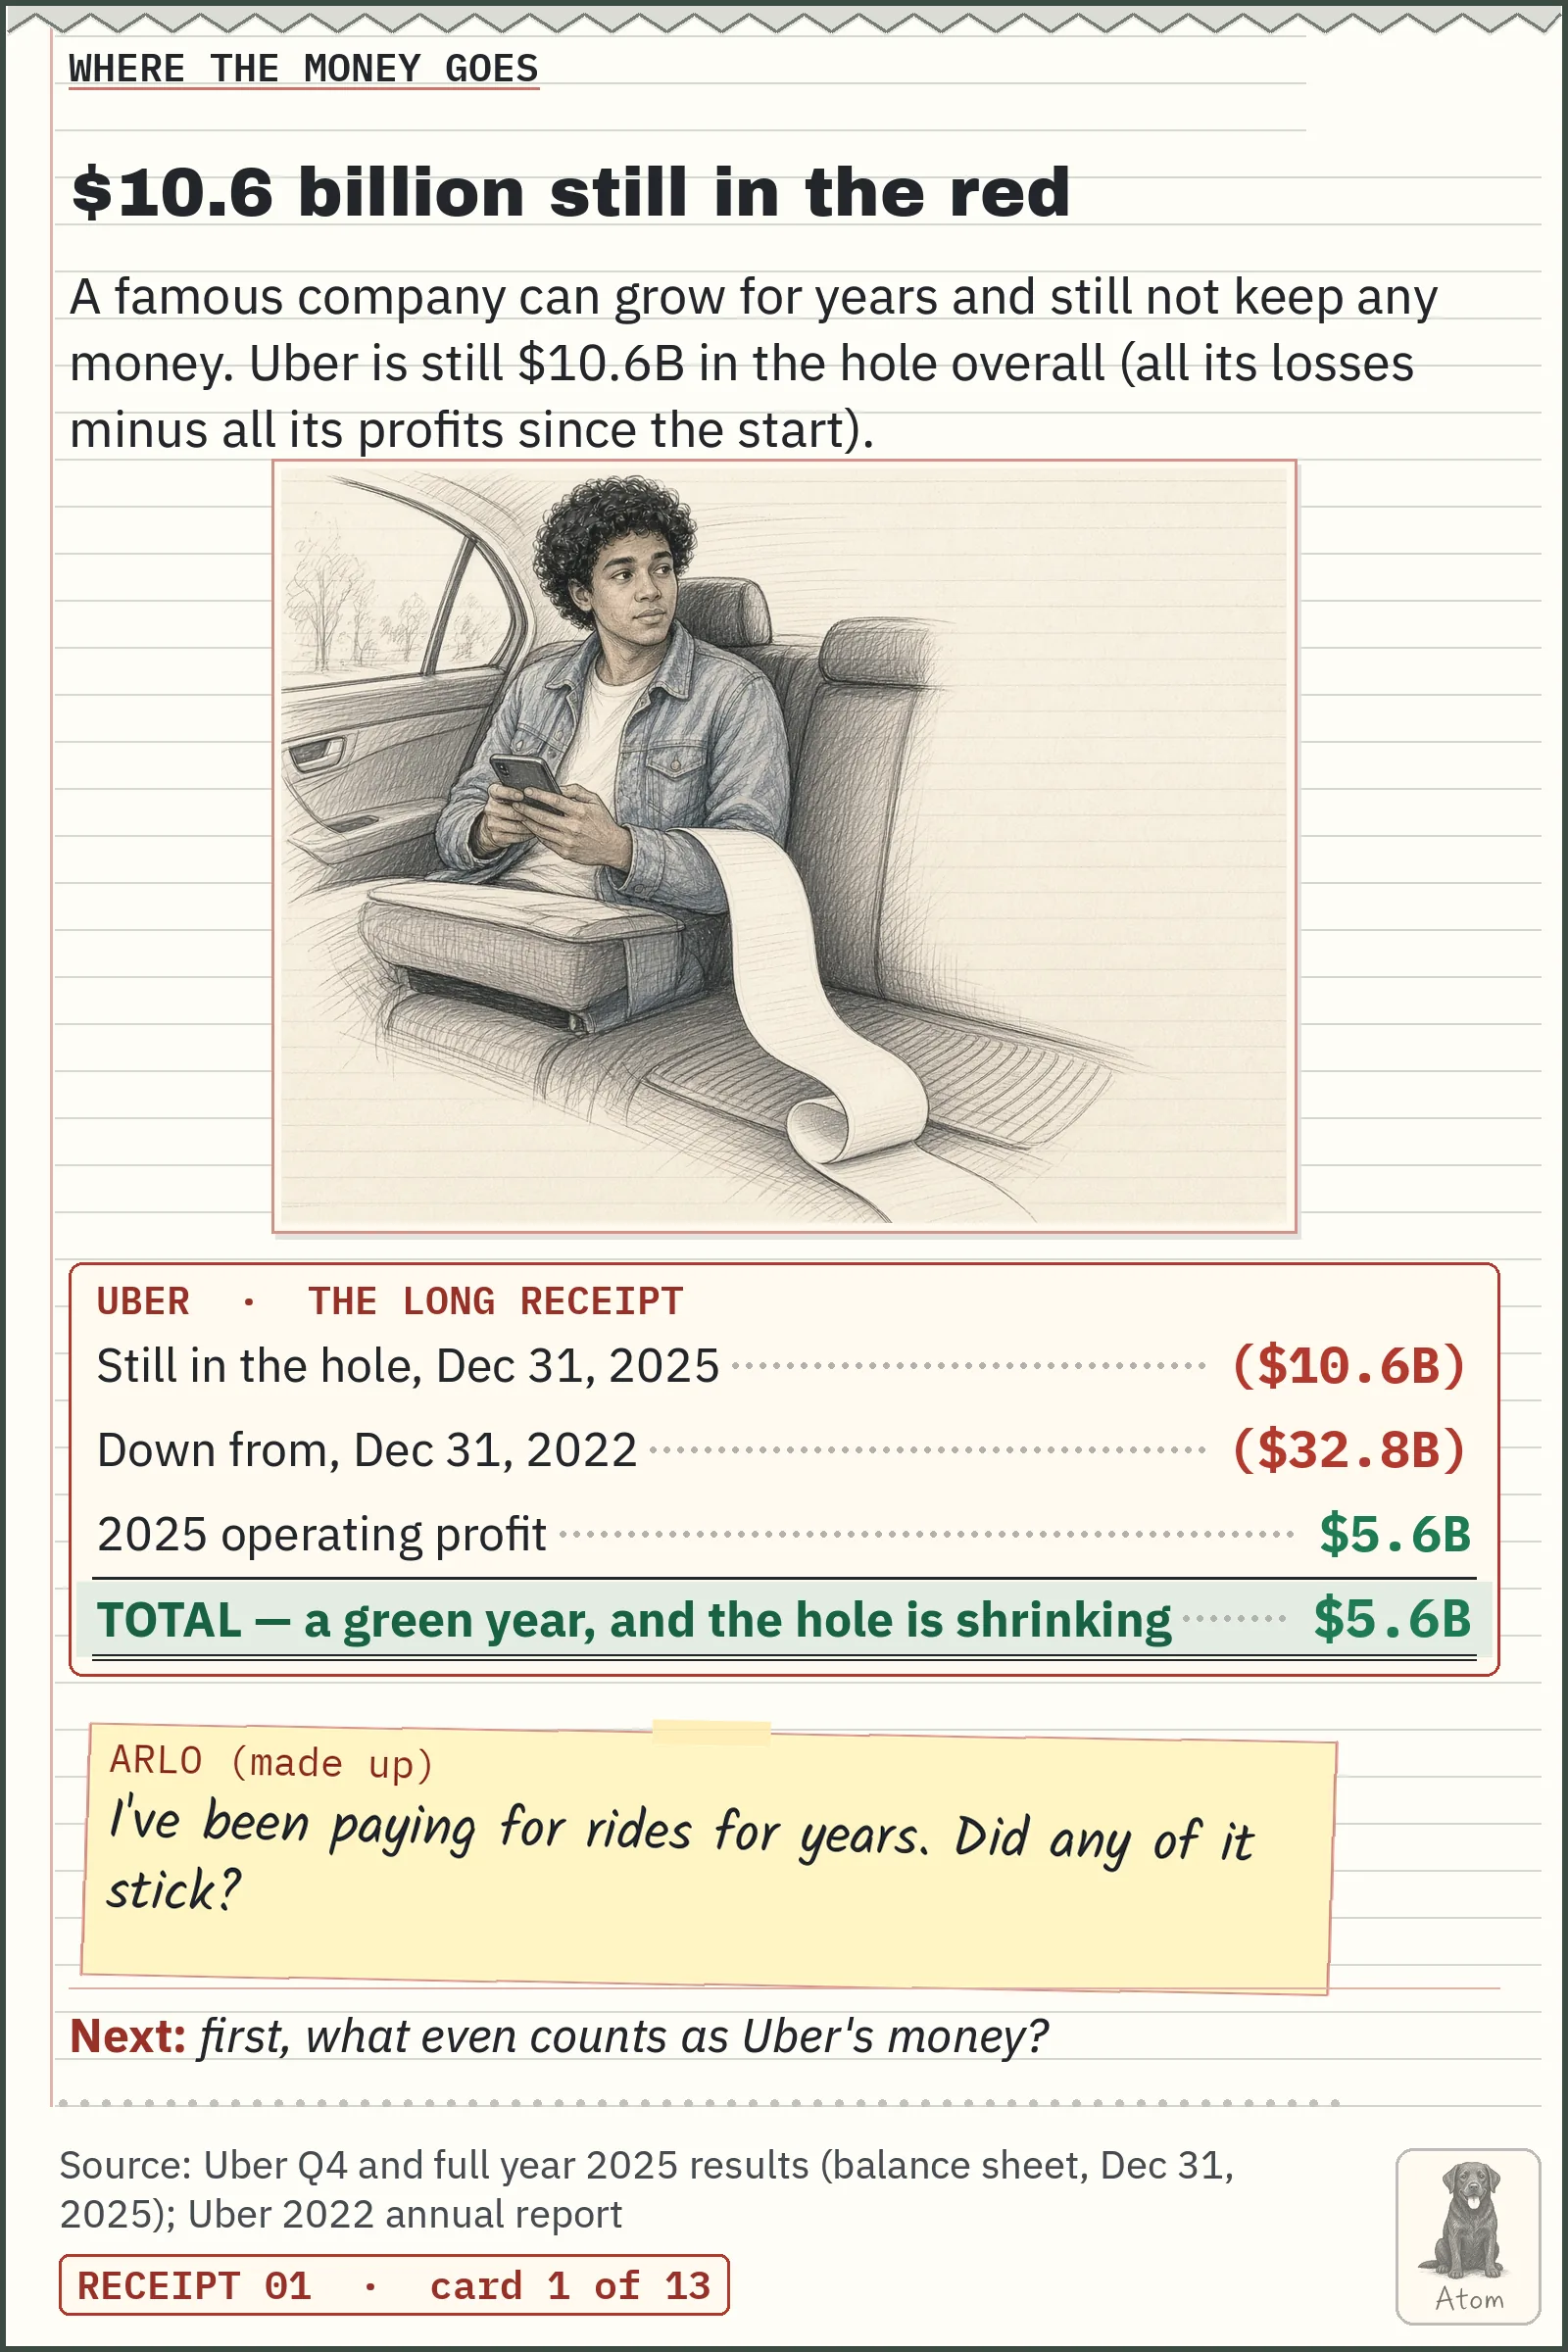 WHERE THE MONEY GOES
$10.6 billion still in the red
A famous company can grow for years and still not keep any
money. Uber is still $10.6B in the hole overall (all its losses
minus all its profits since the start).
UBER · THE LONG RECEIPT
Still in the hole, Dec 31, 2025 ($10.6B)
Down from, Dec 31, 2022 ($32.8B)
2025 operating profit $5.6B
TOTAL — a green year, and the hole is shrinking $5.6B
ARLO (made up)
I've been paying for rides for years. Did any of it
stick?
Next: first, what even counts as Uber's money?
Source: Uber Q4 and full year 2025 results (balance sheet, Dec 31,
2025); Uber 2022 annual report
RECEIPT 01 · card 1 of 13
Atom